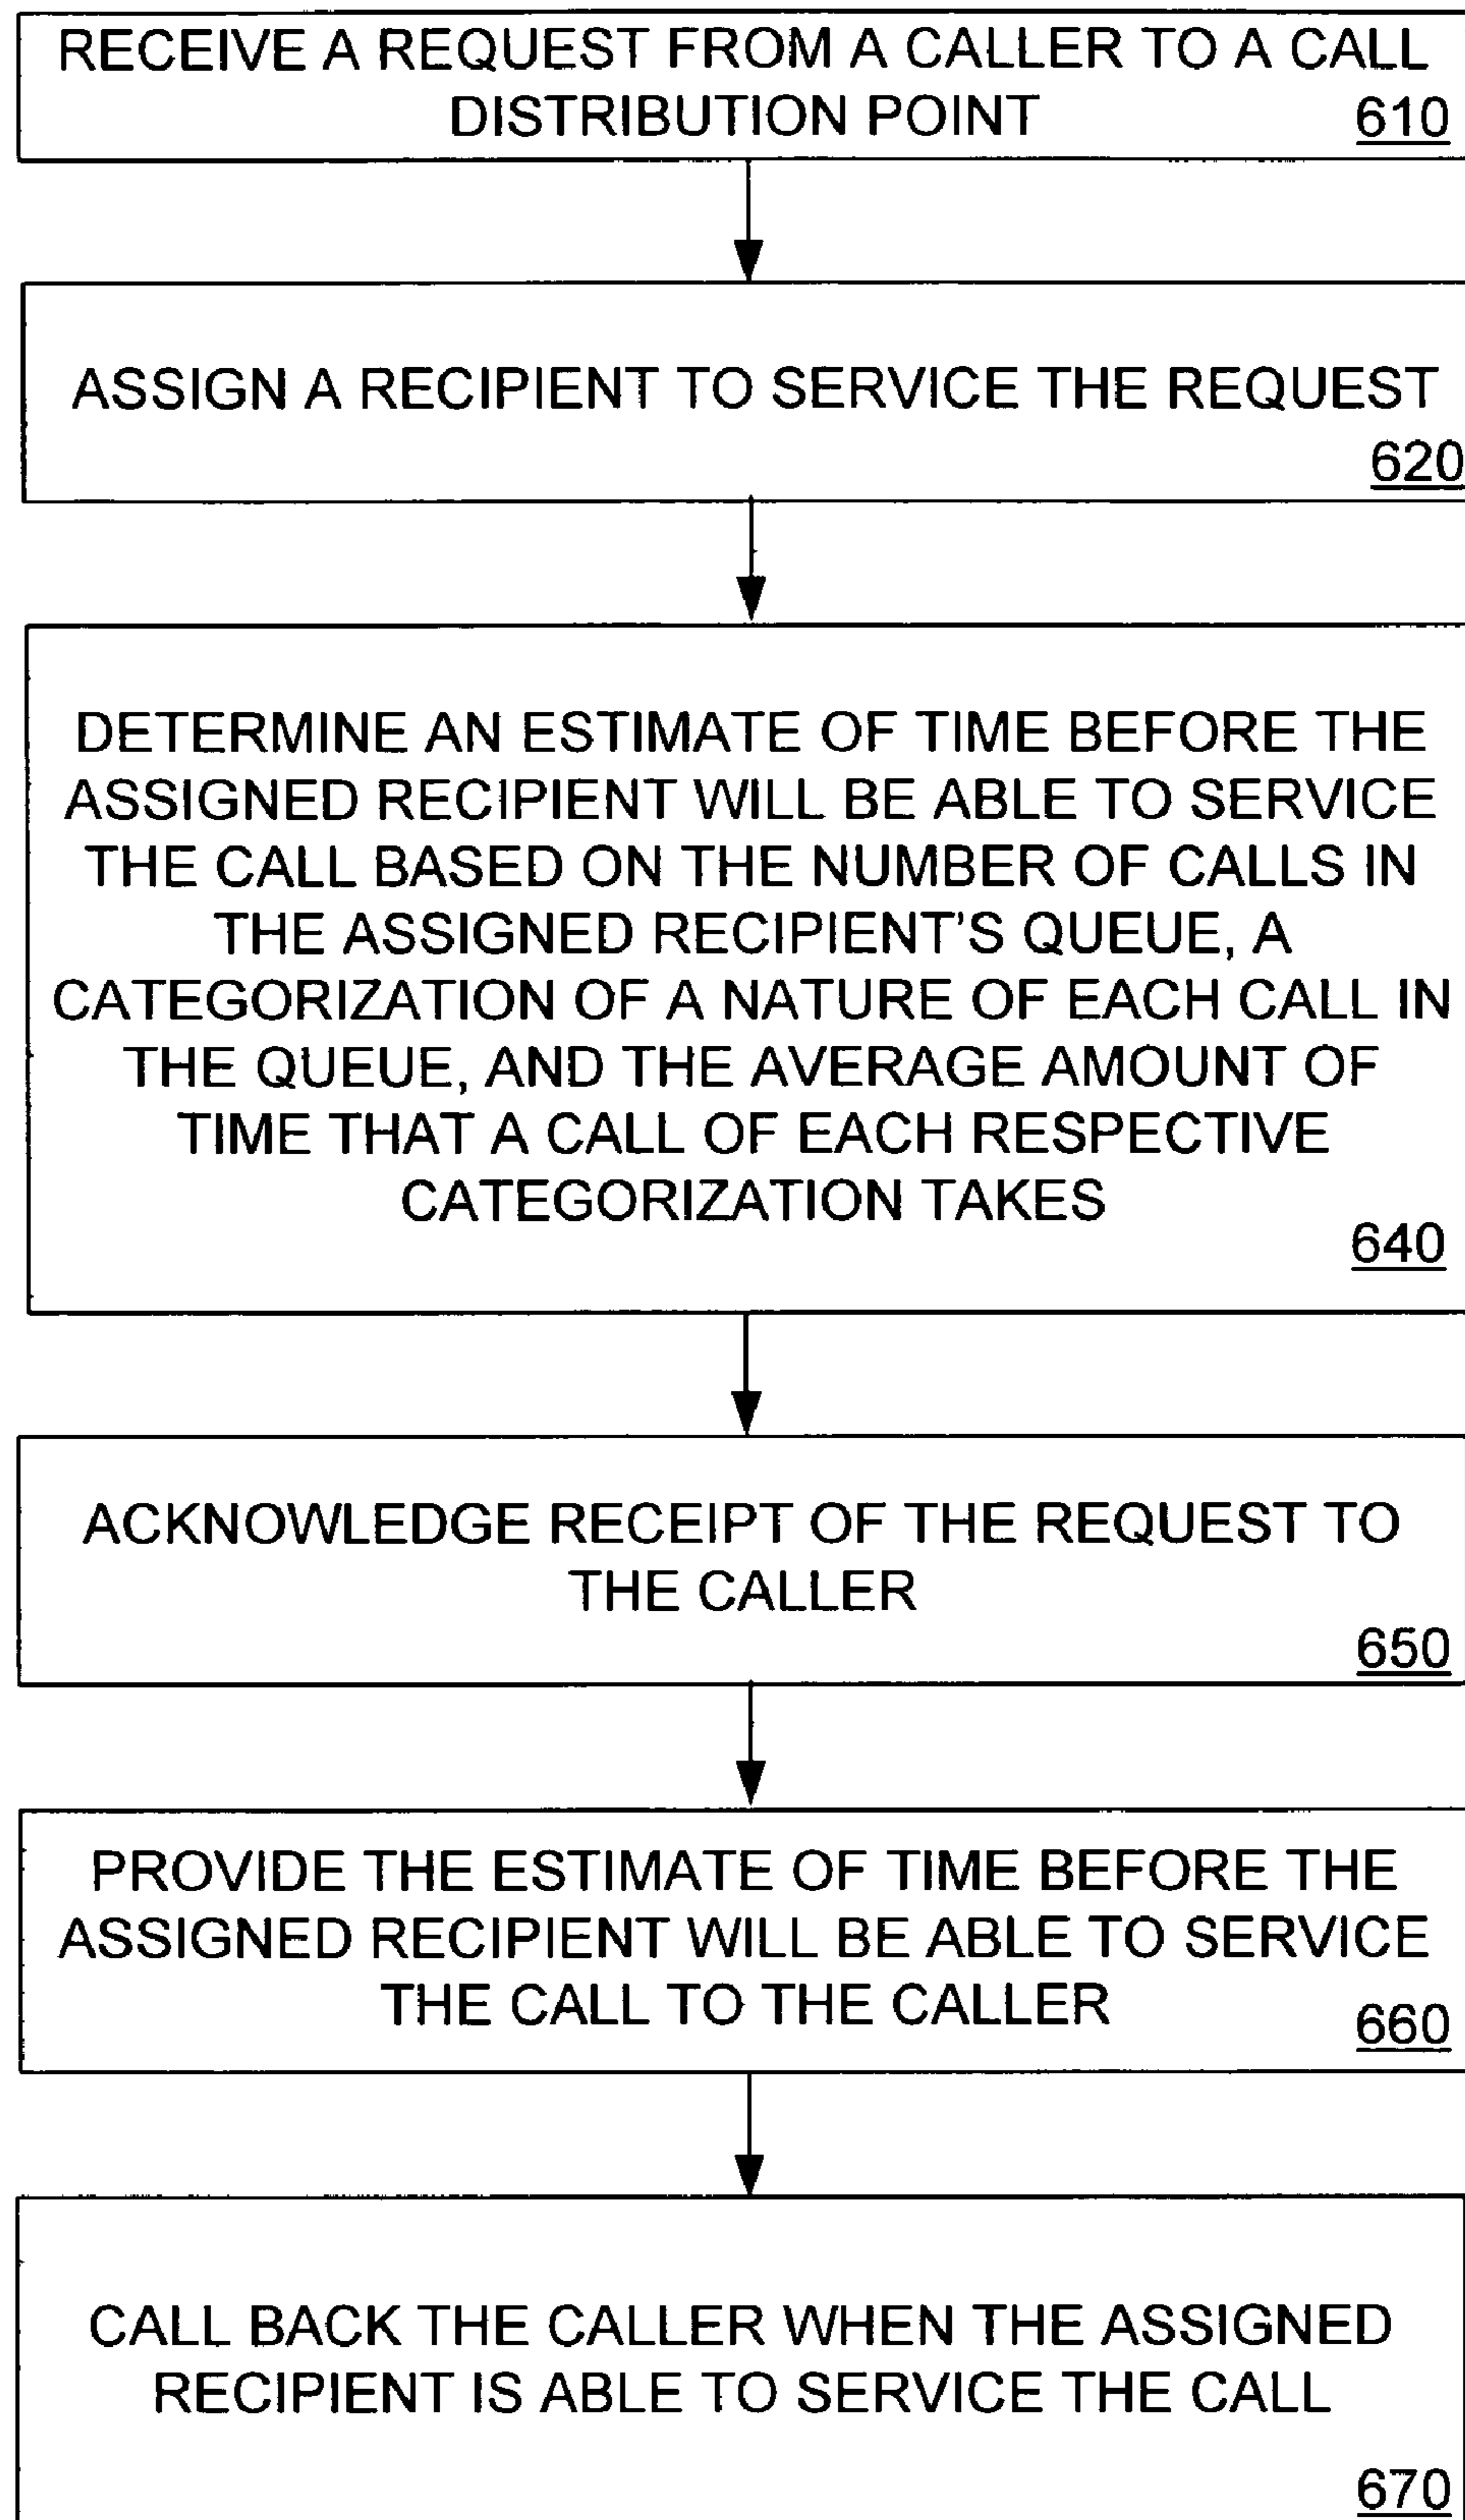 RECEIVE A REQUEST FROM A CALLER TO A CALL
DISTRIBUTION POINT
610
ASSIGN A RECIPIENT TO SERVICE THE REQUEST
620
DETERMINE AN ESTIMATE OF TIME BEFORE THE
ASSIGNED RECIPIENT WILL BE ABLE TO SERVICE
THE CALL BASED ON THE NUMBER OF CALLS IN
THE ASSIGNED RECIPIENT'S QUEUE, A
CATEGORIZATION OF A NATURE OF EACH CALL IN
THE QUEUE, AND THE AVERAGE AMOUNT OF
TIME THAT A CALL OF EACH RESPECTIVE
CATEGORIZATION TAKES
640
ACKNOWLEDGE RECEIPT OF THE REQUEST TO
THE CALLER
650
PROVIDE THE ESTIMATE OF TIME BEFORE THE
ASSIGNED RECIPIENT WILL BE ABLE TO SERVICE
THE CALL TO THE CALLER
660
CALL BACK THE CALLER WHEN THE ASSIGNED
RECIPIENT IS ABLE TO SERVICE THE CALL
670